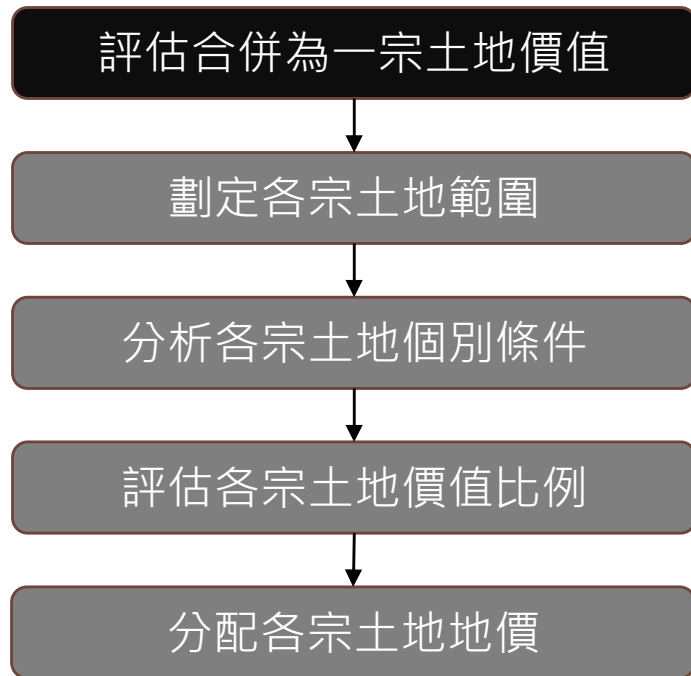 評估合併為一宗土地價值
劃定各宗土地範圍
分析各宗土地個別條件
評估各宗土地價值比例
分配各宗土地地價